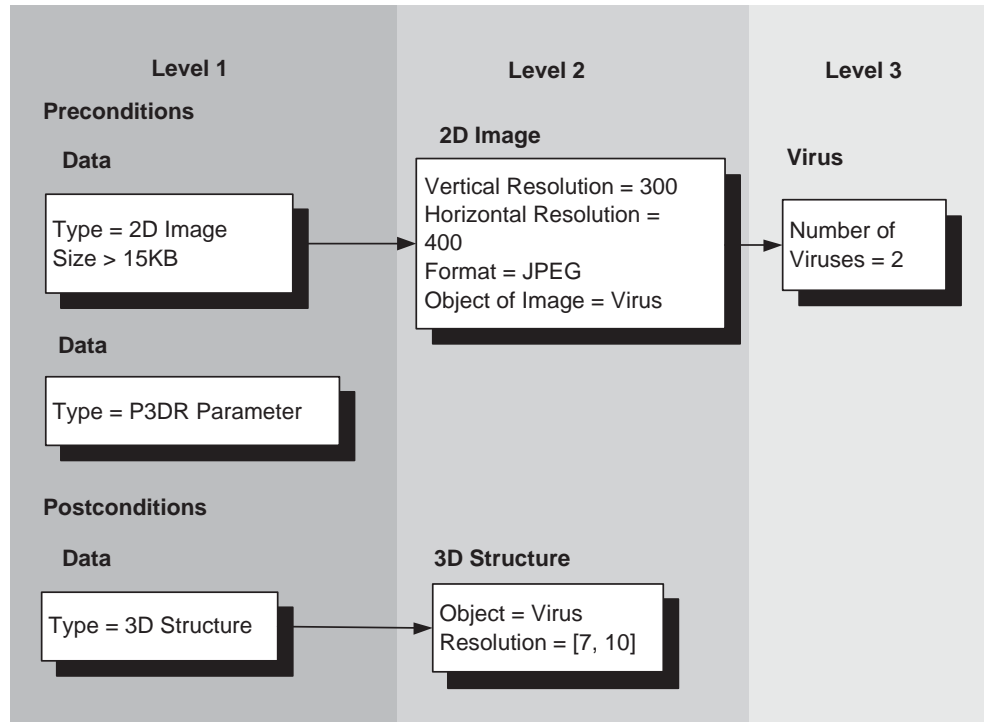 Level 1
Level 2
Level 3
Preconditions
Data
Type = 2D Image
Size > 15KB
2D Image
Vertical Resolution = 300
Horizontal Resolution =
400
Format = JPEG
Object of Image = Virus
Virus
Number of
Viruses = 2
Data
Type = P3DR Parameter
Postconditions
Data
Type = 3D Structure
3D Structure
Object = Virus
Resolution = [7, 10]